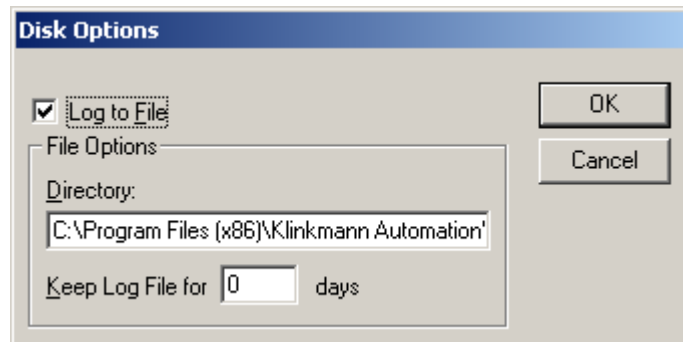 Disk Options
Log to File
OK
File Options
Cancel
Directory:
C:\Program Files (x86)\Klinkmann Automation\
Keep Log File for 0 days